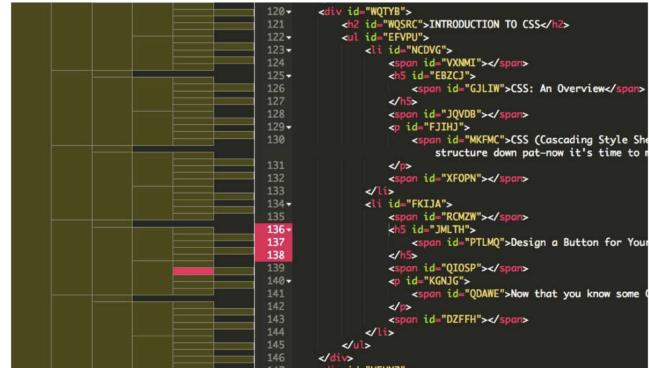 120 <div id="WQTYB">
121 <h2 id="WQSRC">INTRODUCTION TO CSS</h2>
122 <ul id="EFVPU">
123 <li id="NCDVG">
124 <span id="VXNMI"></span>
125 <h5 id="EBZCJ">
126 <span id="GJLIW">CSS: An Overview</span>
127 </h5>
128 <span id="JQVDB"></span>
129 <p id="FJIHJ">
130 <span id="MKFMC">CSS (Cascading Style She
structure down pat—now it's time to m
131 </p>
132 <span id="XFOPN"></span>
133 </li>
134 <li id="FKIJA">
135 <span id="RCMZW"></span>
136 <h5 id="JMLTH">
137 <span id="PTLMQ">Design a Button for Your
138 </h5>
139 <span id="QIOSP"></span>
140 <p id="KGNJG">
141 <span id="QDAWE">Now that you know some
142 </p>
143 <span id="DZFFH"></span>
144 </li>
145 </ul>
146 </div>